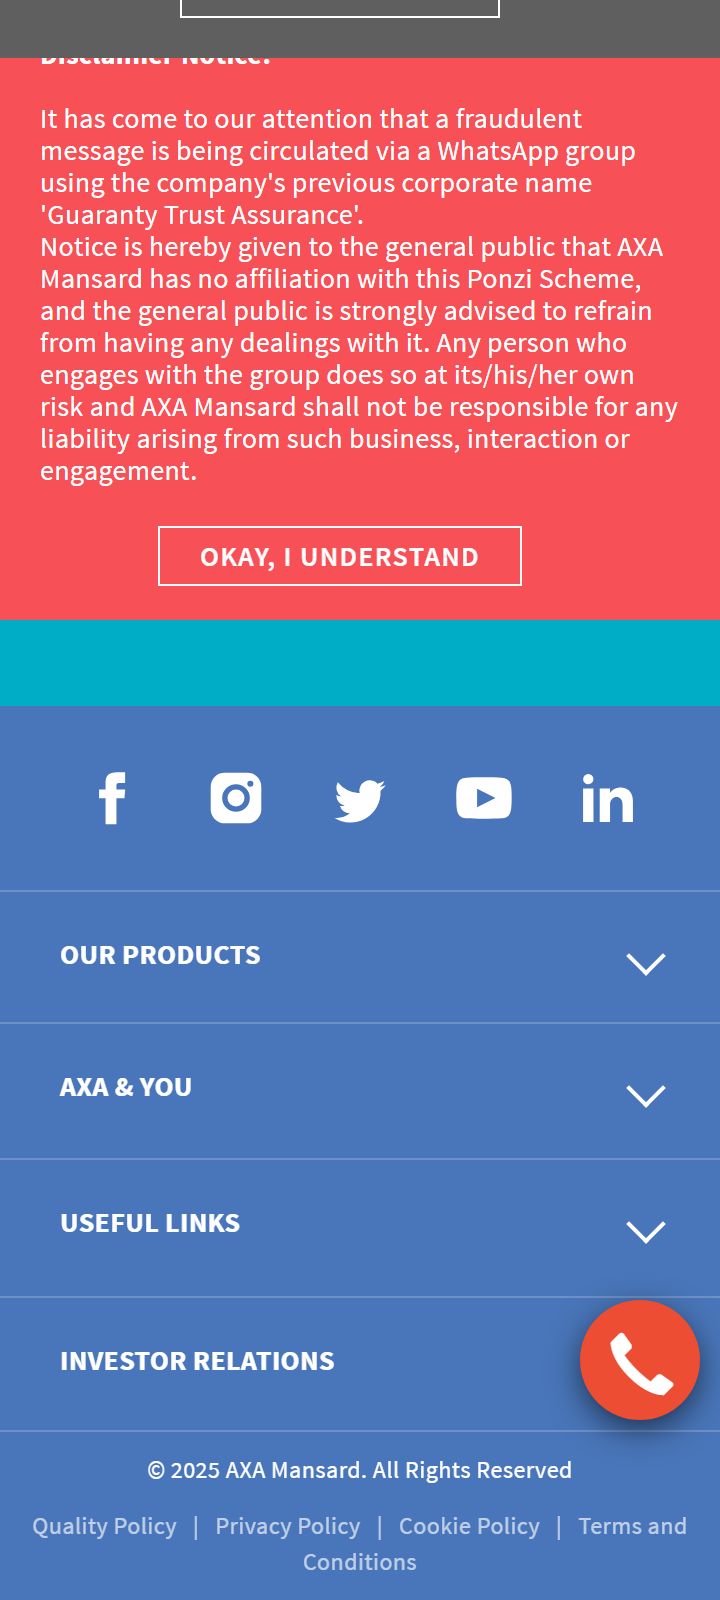 Disclaimer Notice:
It has come to our attention that a fraudulent
message is being circulated via a WhatsApp group
using the company's previous corporate name
'Guaranty Trust Assurance'.
Notice is hereby given to the general public that AXA
Mansard has no affiliation with this Ponzi Scheme,
and the general public is strongly advised to refrain
from having any dealings with it. Any person who
engages with the group does so at its/his/her own
risk and AXA Mansard shall not be responsible for any
liability arising from such business, interaction or
engagement.
OKAY, I UNDERSTAND
OUR PRODUCTS
AXA & YOU
USEFUL LINKS
INVESTOR RELATIONS
© 2025 AXA Mansard. All Rights Reserved
Quality Policy | Privacy Policy | Cookie Policy | Terms and
Conditions